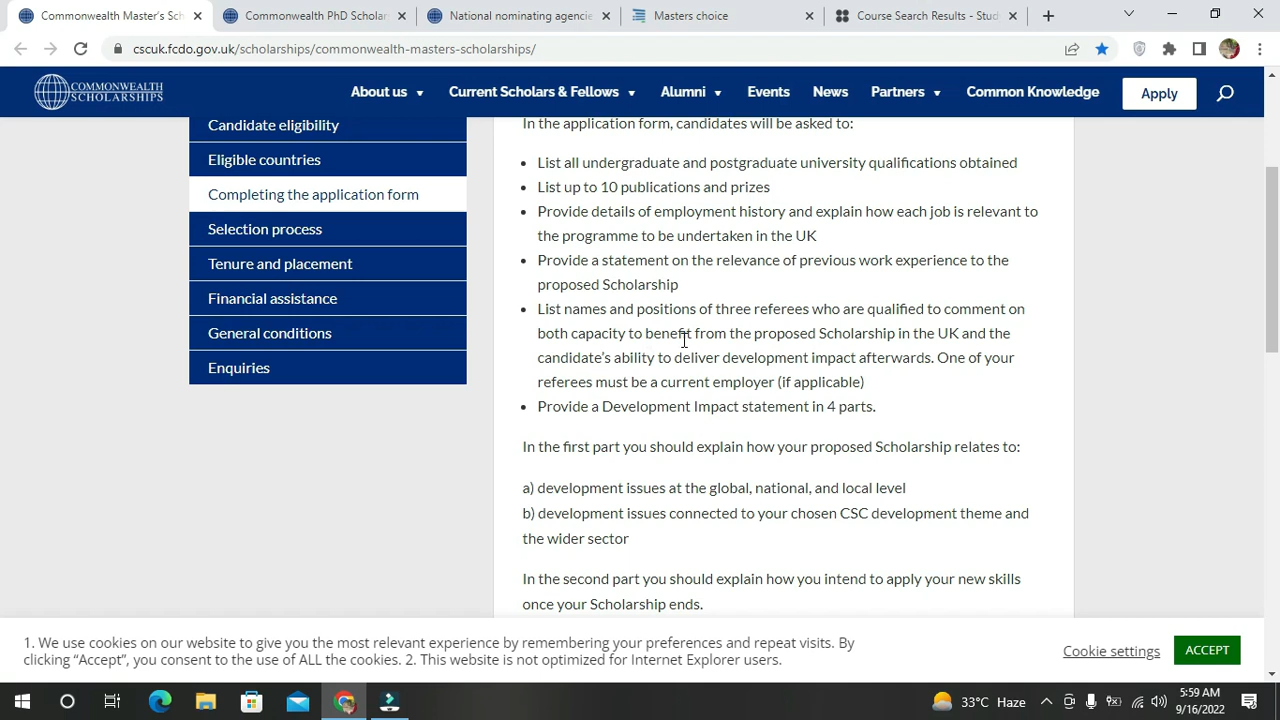 Commonwealth Master's Sch
Commonwealth PhD Scholar
National nominating agencie
Masters choice
Course Search Results - Stud
cscuk.fcdo.gov.uk/scholarships/commonwealth-masters-scholarships/
COMMONWEALTH
SCHOLARSHIPS
About us
Current Scholars & Fellows
Alumni
Events
News
Partners
Common Knowledge
Apply
Candidate eligibility
Eligible countries
Completing the application form
Selection process
Tenure and placement
Financial assistance
General conditions
Enquiries
In the application form, candidates will be asked to:
• List all undergraduate and postgraduate university qualifications obtained
• List up to 10 publications and prizes
• Provide details of employment history and explain how each job is relevant to
the programme to be undertaken in the UK
• Provide a statement on the relevance of previous work experience to the
proposed Scholarship
• List names and positions of three referees who are qualified to comment on
both capacity to benefit from the proposed Scholarship in the UK and the
candidate's ability to deliver development impact afterwards. One of your
referees must be a current employer (if applicable)
• Provide a Development Impact statement in 4 parts.
In the first part you should explain how your proposed Scholarship relates to:
a) development issues at the global, national, and local level
b) development issues connected to your chosen CSC development theme and
the wider sector
In the second part you should explain how you intend to apply your new skills
once your Scholarship ends.
1. We use cookies on our website to give you the most relevant experience by remembering your preferences and repeat visits. By
clicking "Accept", you consent to the use of ALL the cookies. 2. This website is not optimized for Internet Explorer users.
Cookie settings
ACCEPT
33°C Haze
5:59 AM
9/16/2022